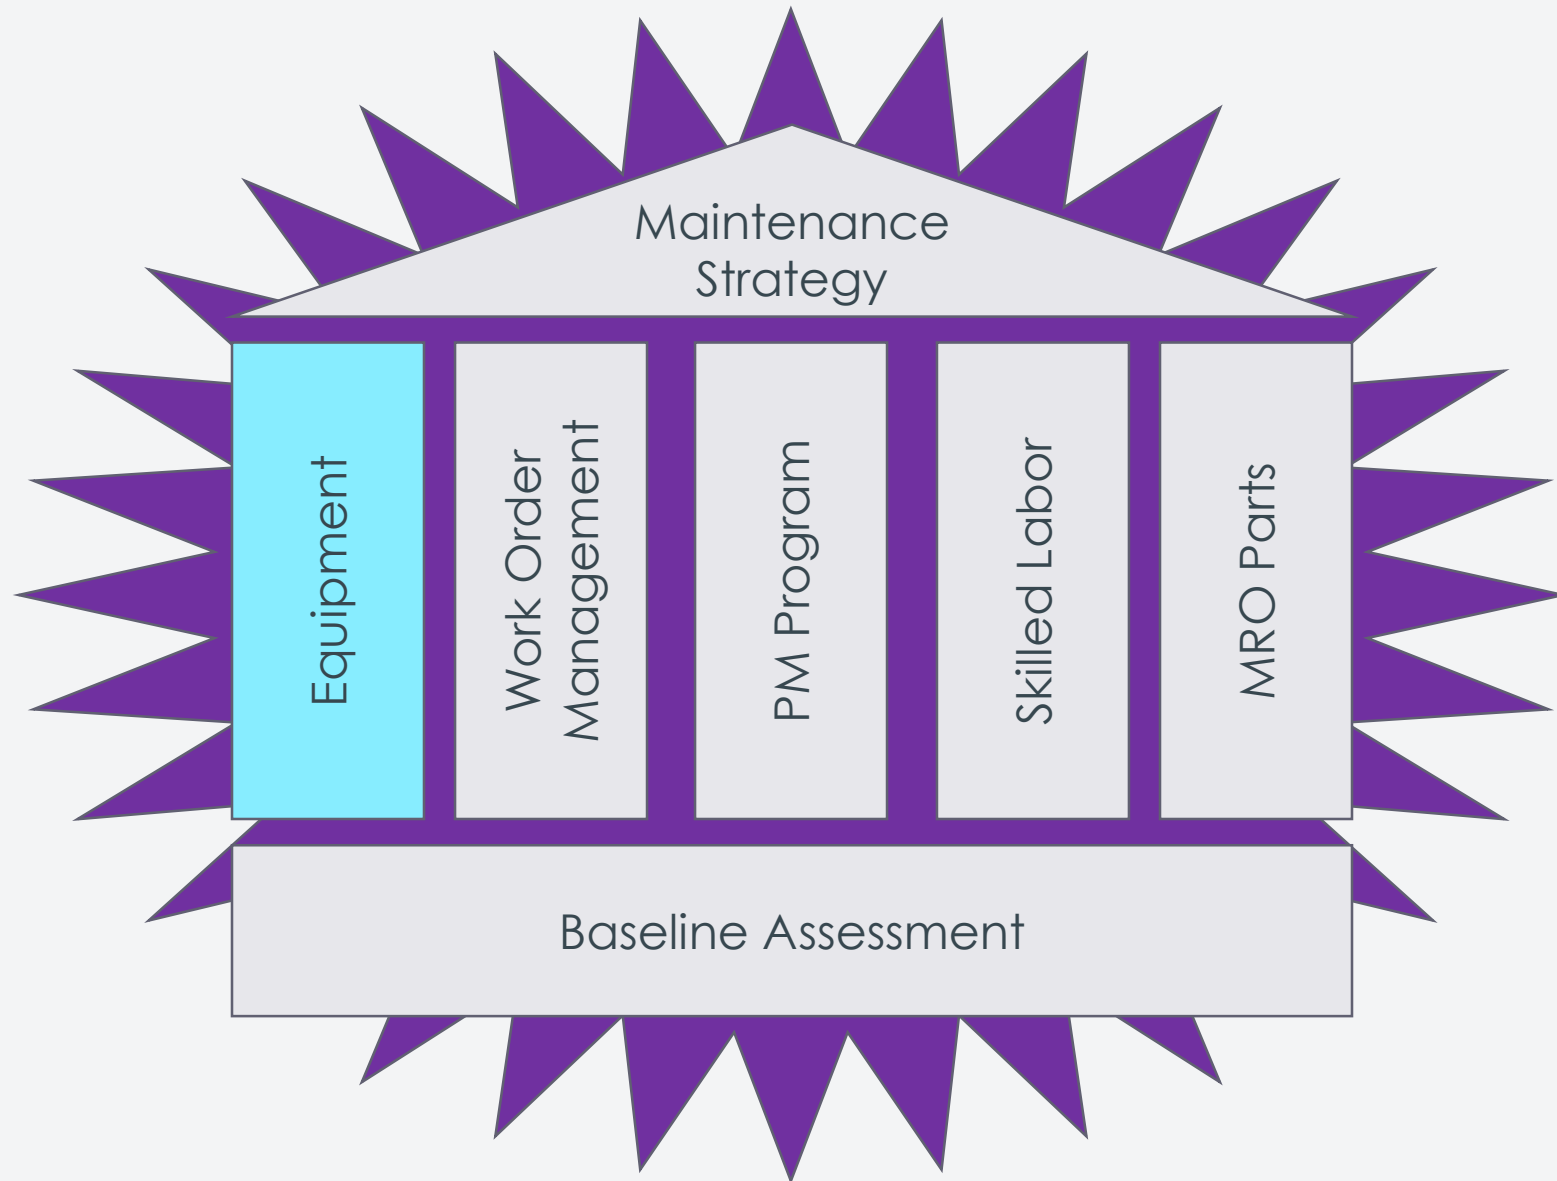 Maintenance
Strategy
Equipment
Work Order
Management
PM Program
Skilled Labor
MRO Parts
Baseline Assessment